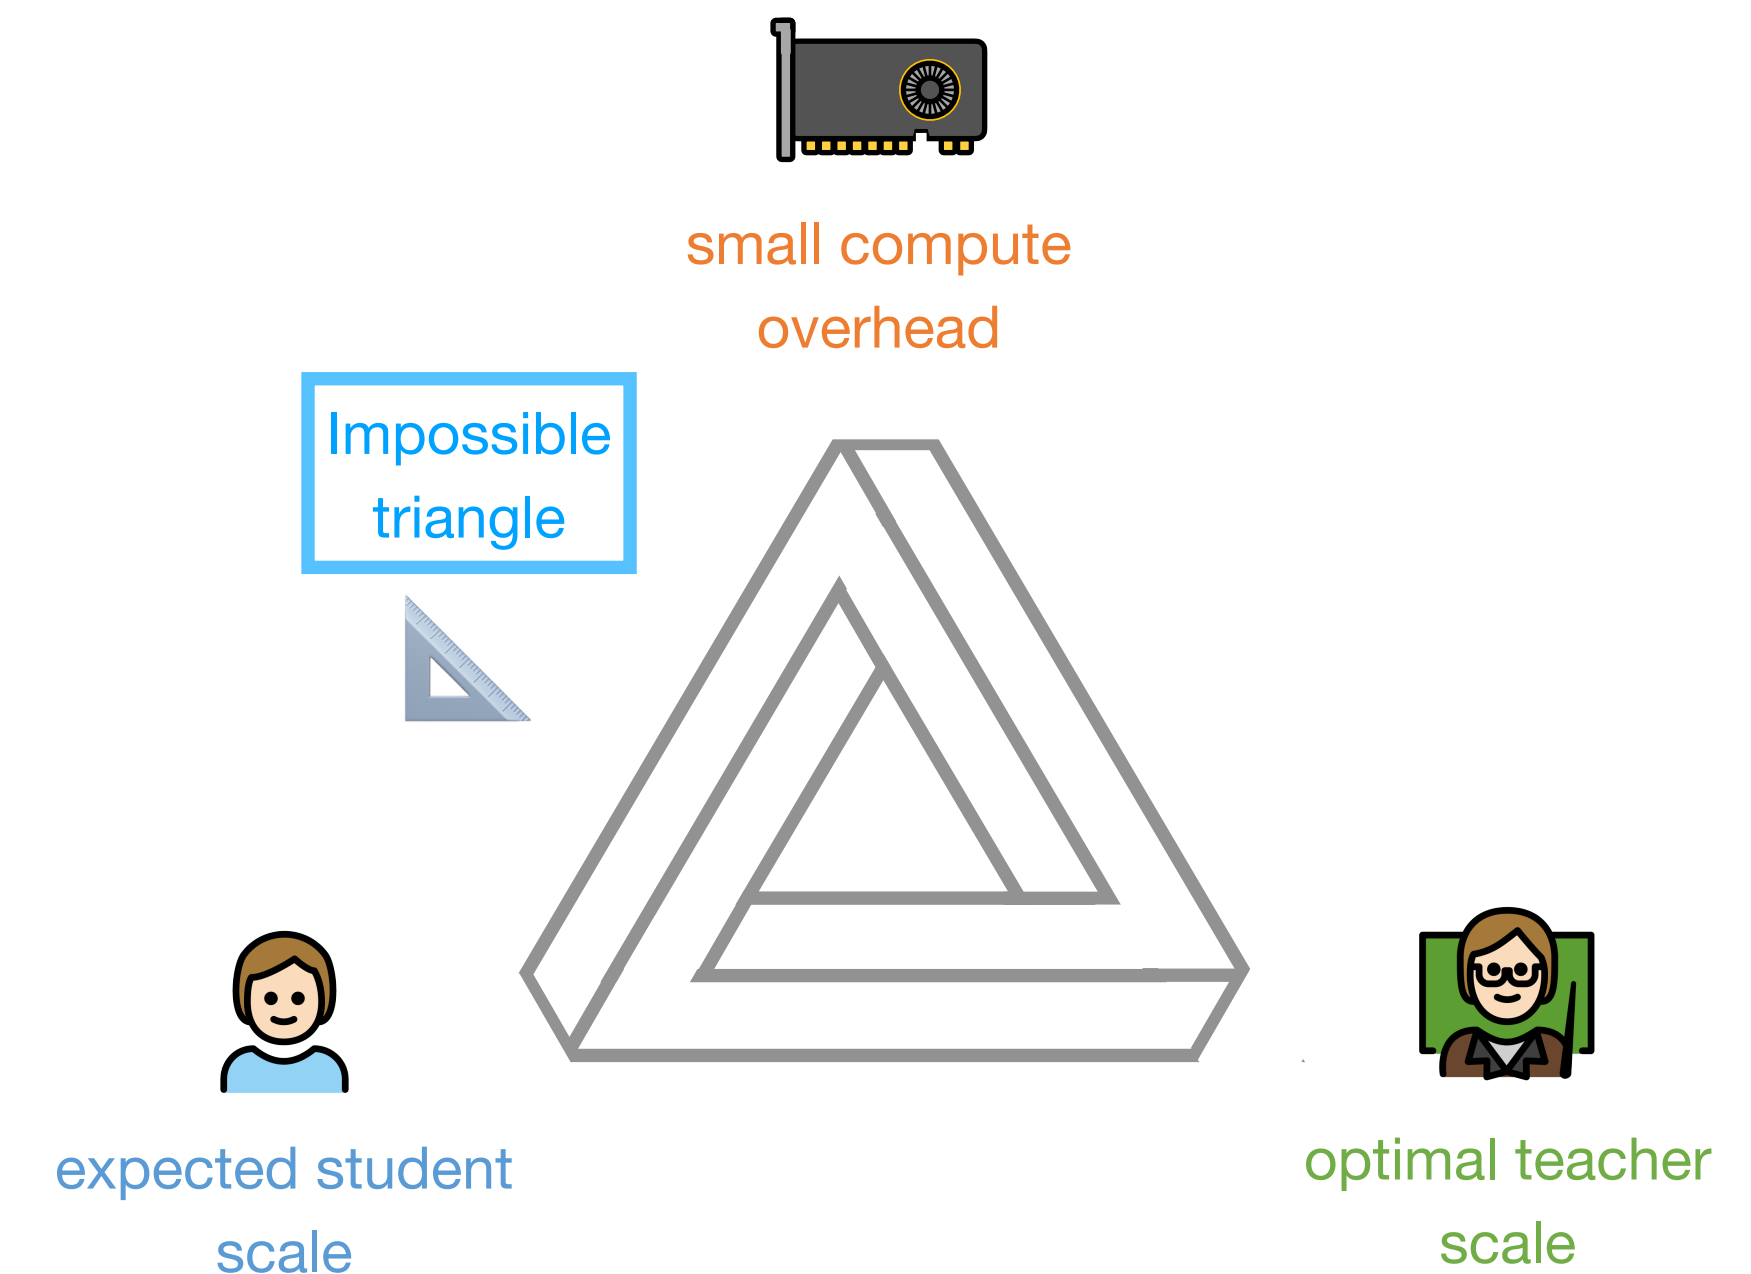 small compute
overhead
Impossible
triangle
expected student
scale
optimal teacher
scale